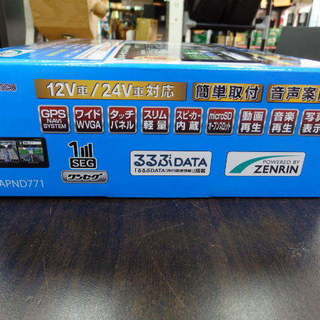 12V車/24V車対応 簡単取付 音声案
GPS NAVI SYSTEM
ワイド WVGA
タッチ パネル
スリム 軽量
スピーカー 内蔵
microSD
動画 再生
音楽 再生
写真 表示
1 SEG
ワンセグ
るるぶDATA
POWERED BY
ZENRIN
APND771